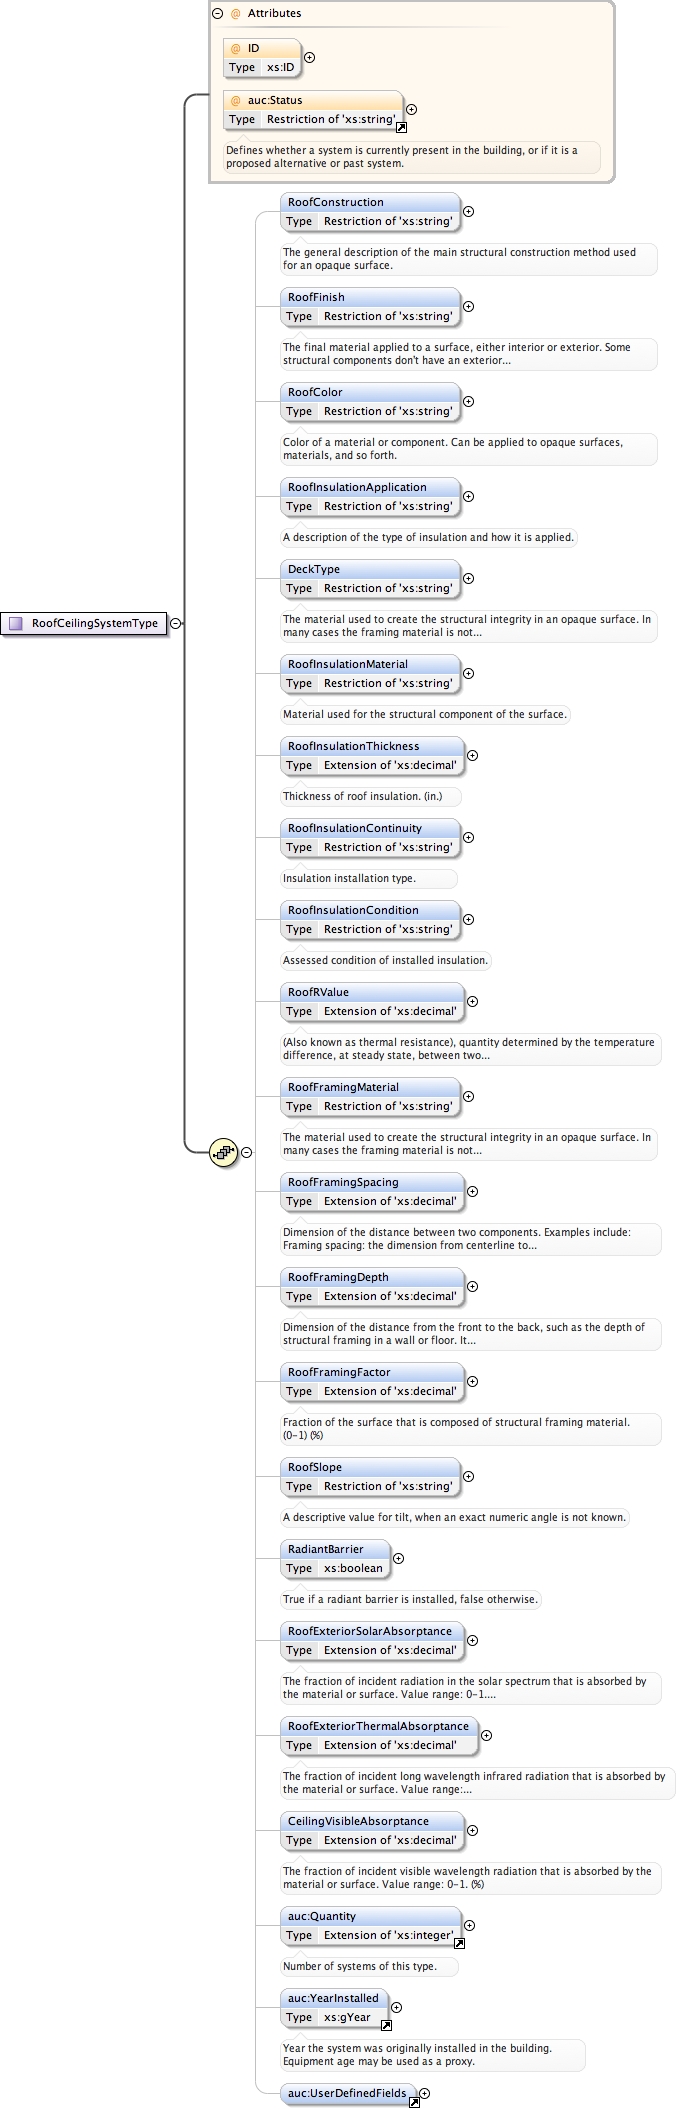 @ Attributes
@ ID
Type xs:ID
@ auc:Status
Type Restriction of 'xs:string'
Defines whether a system is currently present in the building, or if it is a
proposed alternative or past system.
RoofConstruction
Type Restriction of 'xs:string'
The general description of the main structural construction method used
for an opaque surface.
RoofFinish
Type Restriction of 'xs:string'
The final material applied to a surface, either interior or exterior. Some
structural components don't have an exterior...
RoofColor
Type Restriction of 'xs:string'
Color of a material or component. Can be applied to opaque surfaces,
materials, and so forth.
RoofInsulationApplication
Type Restriction of 'xs:string'
A description of the type of insulation and how it is applied.
DeckType
Type Restriction of 'xs:string'
The material used to create the structural integrity in an opaque surface. In
many cases the framing material is not...
RoofCeilingSystemType
RoofInsulationMaterial
Type Restriction of 'xs:string'
Material used for the structural component of the surface.
RoofInsulationThickness
Type Extension of 'xs:decimal'
Thickness of roof insulation. (in.)
RoofInsulationContinuity
Type Restriction of 'xs:string'
Insulation installation type.
RoofInsulationCondition
Type Restriction of 'xs:string'
Assessed condition of installed insulation.
RoofRValue
Type Extension of 'xs:decimal'
(Also known as thermal resistance), quantity determined by the temperature
difference, at steady state, between two...
RoofFramingMaterial
Type Restriction of 'xs:string'
The material used to create the structural integrity in an opaque surface. In
many cases the framing material is not...
RoofFramingSpacing
Type Extension of 'xs:decimal'
Dimension of the distance between two components. Examples include:
Framing spacing: the dimension from centerline to...
RoofFramingDepth
Type Extension of 'xs:decimal'
Dimension of the distance from the front to the back, such as the depth of
structural framing in a wall or floor. It...
RoofFramingFactor
Type Extension of 'xs:decimal'
Fraction of the surface that is composed of structural framing material.
(0-1) (%)
RoofSlope
Type Restriction of 'xs:string'
A descriptive value for tilt, when an exact numeric angle is not known.
RadiantBarrier
Type xs:boolean
True if a radiant barrier is installed, false otherwise.
RoofExteriorSolarAbsorptance
Type Extension of 'xs:decimal'
The fraction of incident radiation in the solar spectrum that is absorbed by
the material or surface. Value range: 0-1....
RoofExteriorThermalAbsorptance
Type Extension of 'xs:decimal'
The fraction of incident long wavelength infrared radiation that is absorbed by
the material or surface. Value range:...
CeilingVisibleAbsorptance
Type Extension of 'xs:decimal'
The fraction of incident visible wavelength radiation that is absorbed by the
material or surface. Value range: 0-1. (%)
auc:Quantity
Type Extension of 'xs:integer'
Number of systems of this type.
auc:YearInstalled
Type xs:gYear
Year the system was originally installed in the building.
Equipment age may be used as a proxy.
auc:UserDefinedFields